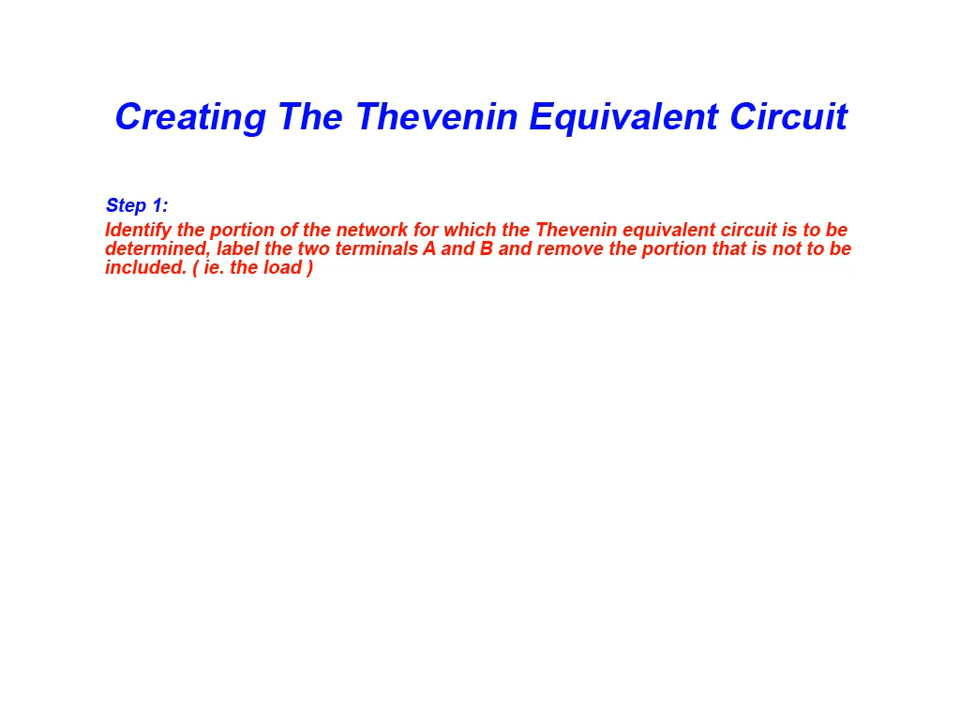 Creating The Thevenin Equivalent Circuit
Step 1:
Identify the portion of the network for which the Thevenin equivalent circuit is to be
determined, label the two terminals A and B and remove the portion that is not to be
included. ( ie. the load )